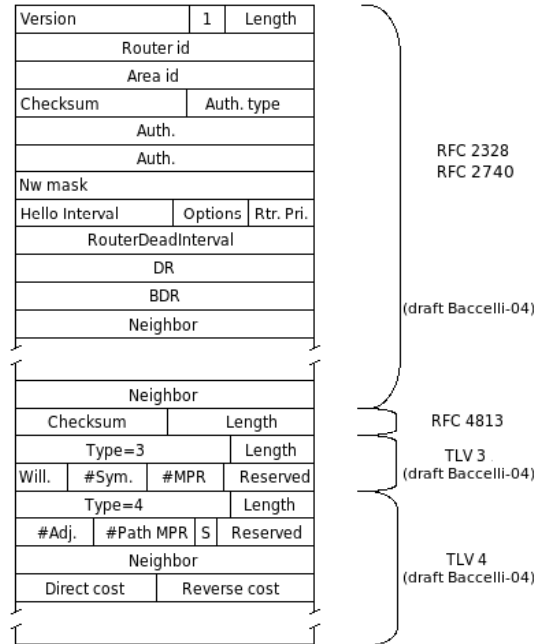 Version 1 Length
Router id
Area id
Checksum Auth. type
Auth.
Auth.
Nw mask
Hello Interval Options Rtr. Pri.
RouterDeadInterval
DR
BDR
Neighbor
Neighbor
Checksum Length
Type=3 Length
Will. #Sym. #MPR Reserved
Type=4 Length
#Adj. #Path MPR S Reserved
Neighbor
Direct cost Reverse cost
RFC 2328
RFC 2740
(draft Baccelli-04)
RFC 4813
TLV 3
(draft Baccelli-04)
TLV 4
(draft Baccelli-04)